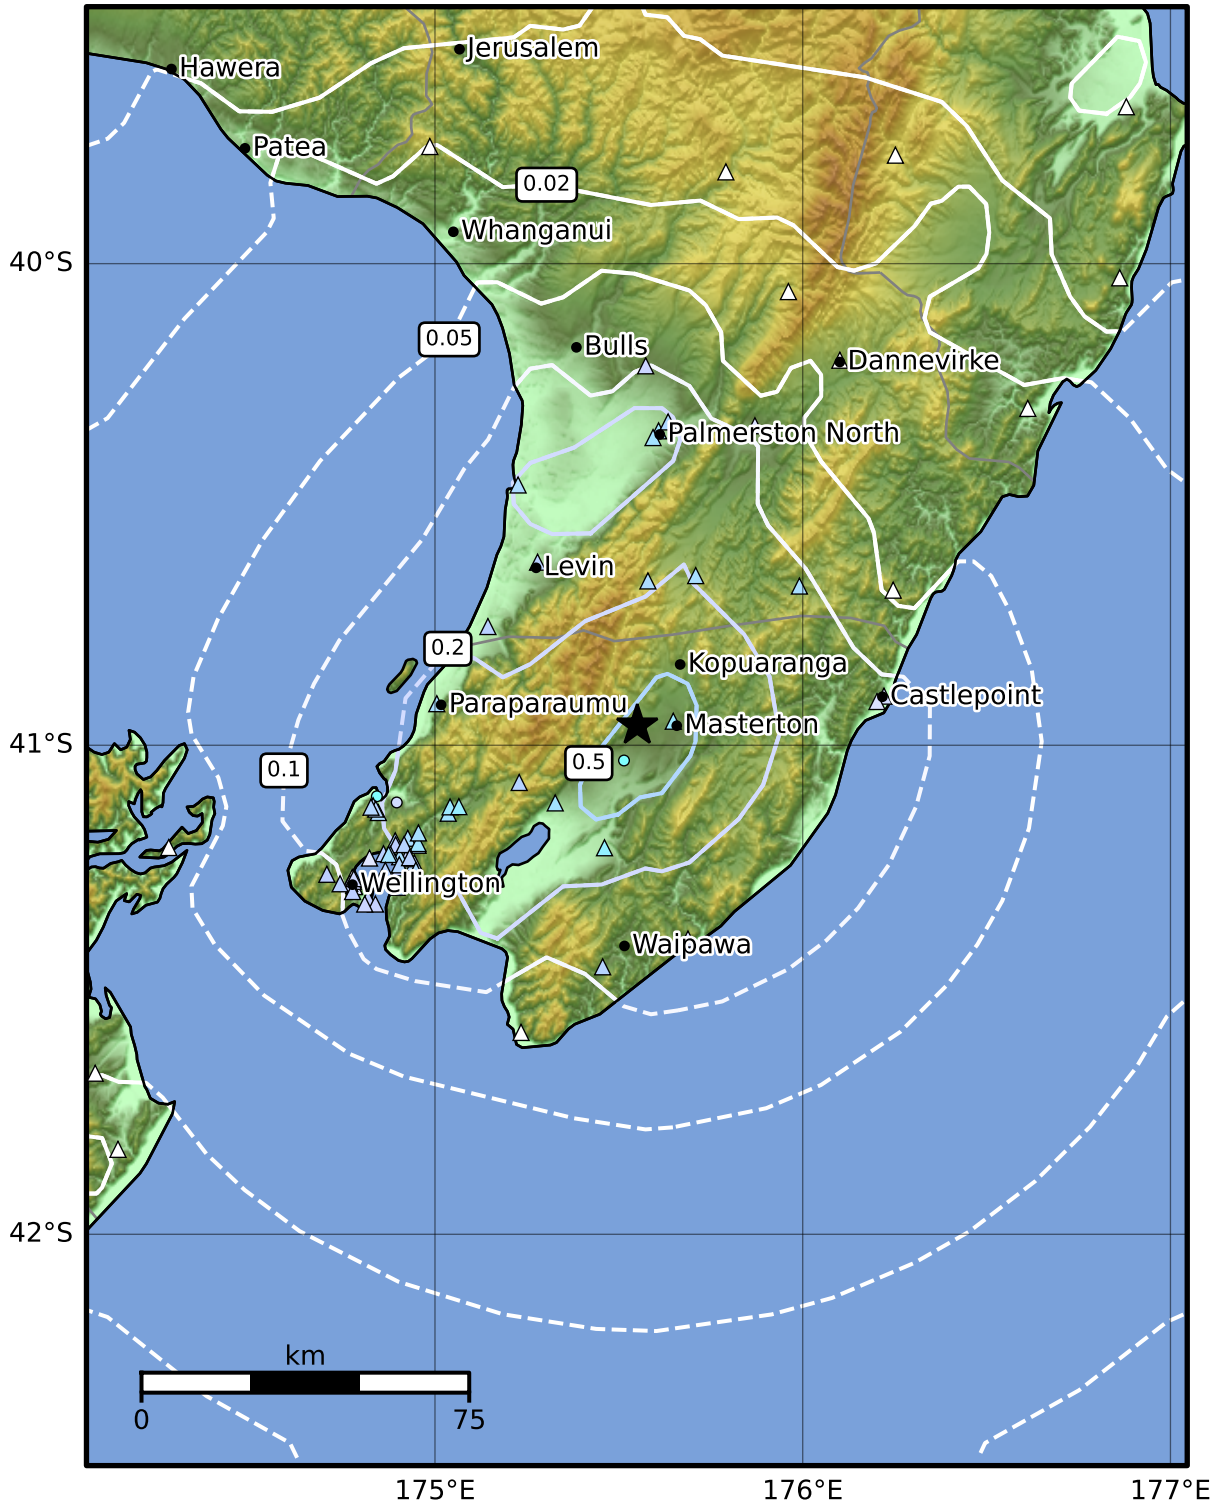 Jerusalem
Hawera
Patea
0.02
Whanganui
40°S
0.05
Bulls
Dannevirke
Palmerston North
Levin
0.2
Kopuaranga
Castlepoint
Paraparaumu
Masterton
41°S
0.5
0.1
Wellington
Waipawa
42°S
km
0 75
175°E 176°E 177°E